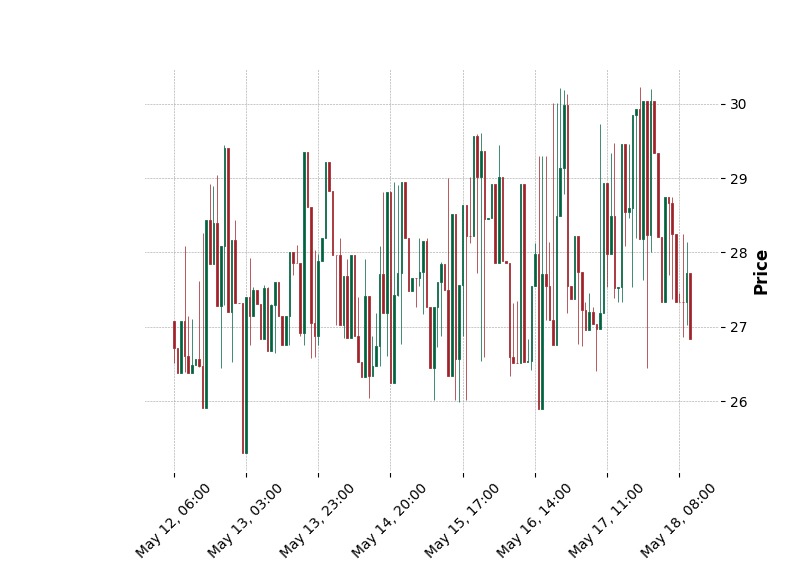 30
29
28
27
26
Price
May 12, 06:00
May 13, 03:00
May 13, 23:00
May 14, 20:00
May 15, 17:00
May 16, 14:00
May 17, 11:00
May 18, 08:00